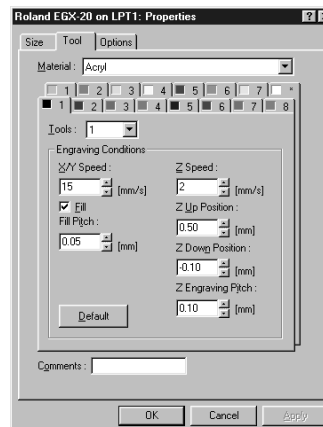 Roland EGX-20 on LPT1: Properties
Size Tool Options
Material : Acryl
1 2 3 4 5 6 7 *
1 2 3 4 5 6 7 8
Tools : 1
Engraving Conditions
X/Y Speed :
15 [mm/s]
Fill
Fill Pitch :
0.05 [mm]
Default
Z Speed :
2 [mm/s]
Z Up Position :
0.50 [mm]
Z Down Position :
-0.10 [mm]
Z Engraving Pitch :
0.10 [mm]
Comments :
OK Cancel Apply